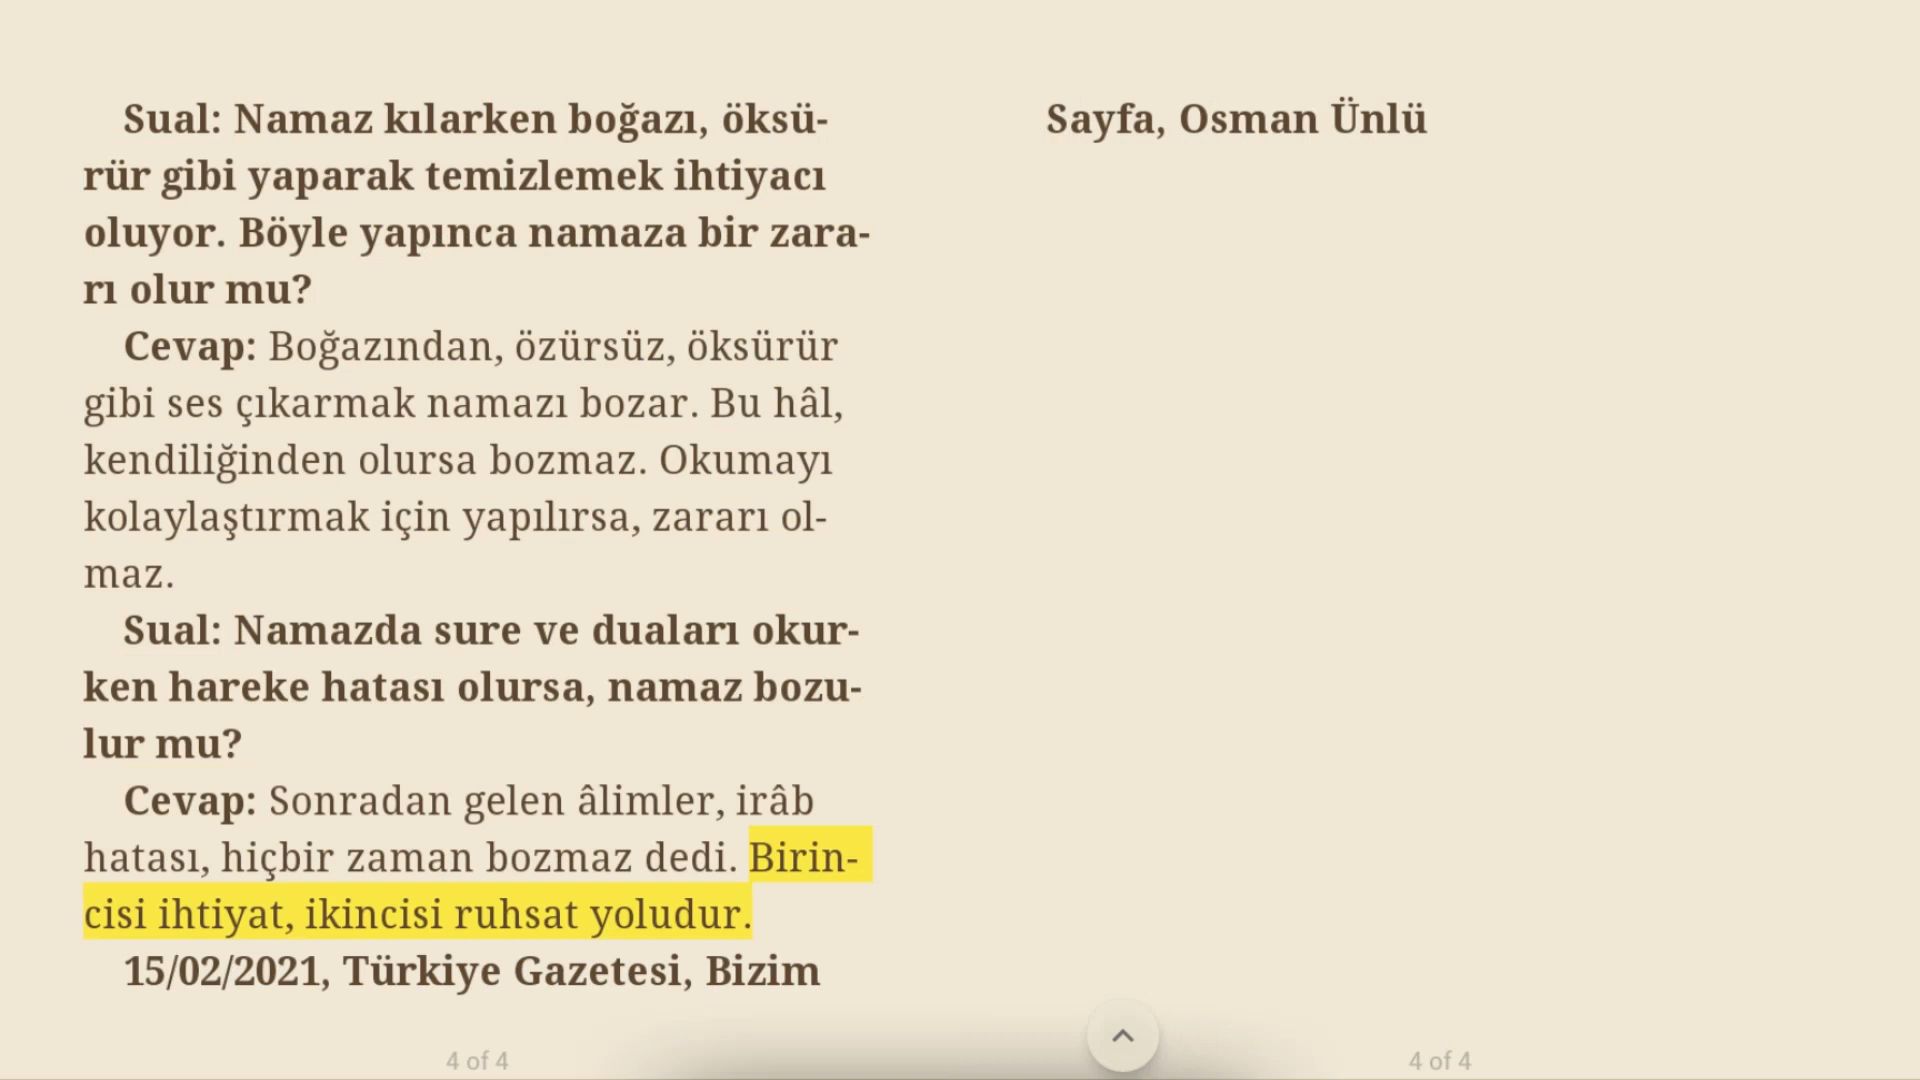 Sual: Namaz kılarken boğazı, öksü-
rür gibi yaparak temizlemek ihtiyacı
oluyor. Böyle yapınca namaza bir zara-
rı olur mu?
Cevap: Boğazından, özürsüz, öksürür
gibi ses çıkarmak namazı bozar. Bu hâl,
kendiliğinden olursa bozmaz. Okumayı
kolaylaştırmak için yapılırsa, zararı ol-
maz.
Sual: Namazda sure ve duaları okur-
ken hareke hatası olursa, namaz bozu-
lur mu?
Cevap: Sonradan gelen âlimler, irâb
hatası, hiçbir zaman bozmaz dedi. Birin-
cisi ihtiyat, ikincisi ruhsat yoludur.
15/02/2021, Türkiye Gazetesi, Bizim
4 of 4
Sayfa, Osman Ünlü
4 of 4